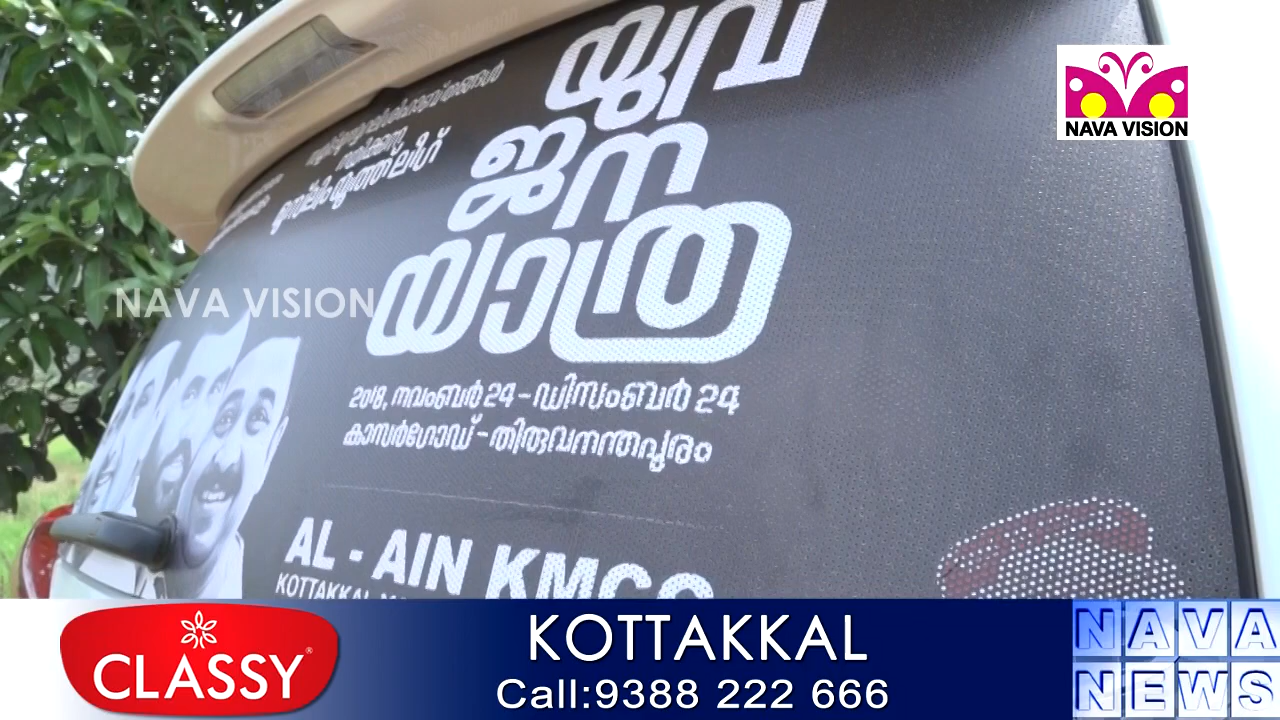 യുവ
ജന
യാത്ര
NAVA VISION
NAVA VISION
2018, നവംബർ 24 - ഡിസംബർ 24
കാസർഗോഡ് - തിരുവനന്തപുരം
AL - AIN
KOTTAKKAL
CLASSY®
KOTTAKKAL
Call:9388 222 666
NAVA
NEWS